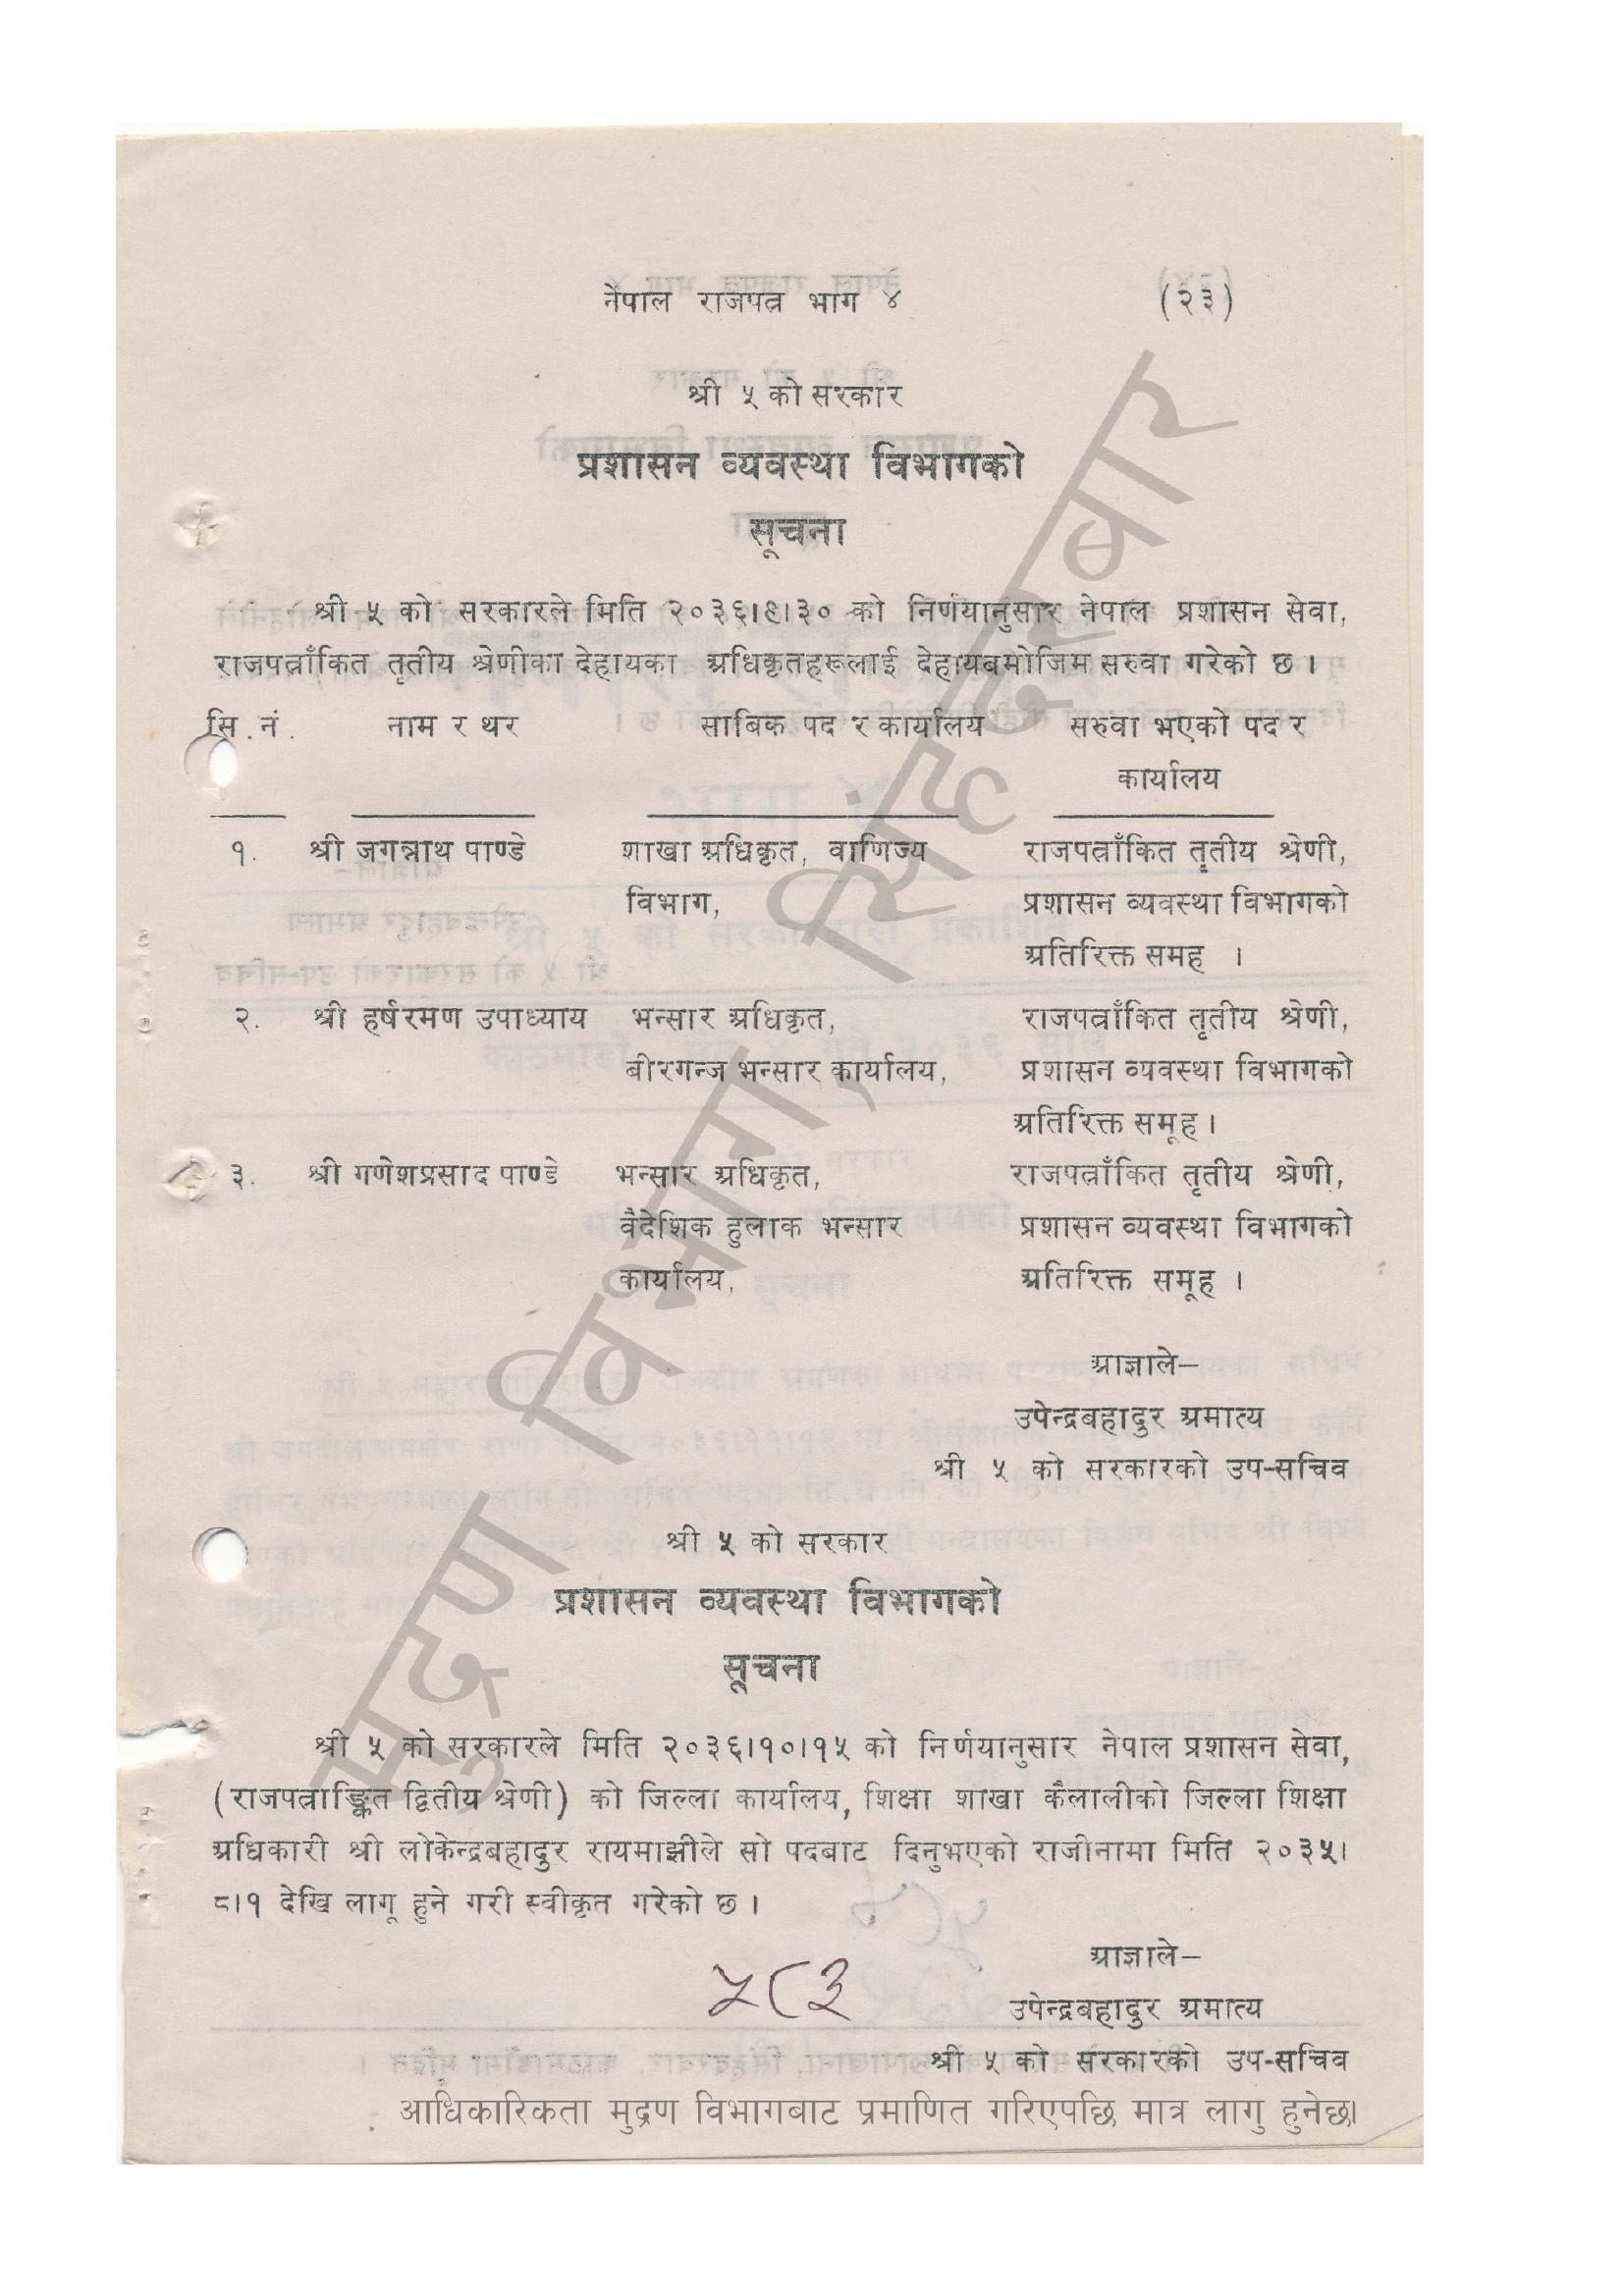 नेपाल राजपत्र भाग ४ (२३)
श्री ५ को सरकार
प्रशासन व्यवस्था विभागको
सूचना
श्री ५ को सरकारले मिति २०३६।९।३० को निर्णयानुसार नेपाल प्रशासन सेवा,
राजपत्राँकित तृतीय श्रेणीका देहायका अधिकृतहरूलाई देहायबमोजिम सरुवा गरेको छ ।
सि.नं. नाम र थर साबिक पद र कार्यालय सरुवा भएको पद र
कार्यालय
१. श्री जगन्नाथ पाण्डे शाखा अधिकृत, वाणिज्य राजपत्राँकित तृतीय श्रेणी,
विभाग, प्रशासन व्यवस्था विभागको
अतिरिक्त समह ।
२. श्री हर्षरमण उपाध्याय भन्सार अधिकृत, राजपत्राँकित तृतीय श्रेणी,
बीरगन्ज भन्सार कार्यालय, प्रशासन व्यवस्था विभागको
अतिरिक्त समूह ।
३. श्री गणेशप्रसाद पाण्डे भन्सार अधिकृत, राजपत्राँकित तृतीय श्रेणी,
वैदेशिक हुलाक भन्सार प्रशासन व्यवस्था विभागको
कार्यालय, अतिरिक्त समूह ।
आज्ञाले–
उपेन्द्रबहादुर अमात्य
श्री ५ को सरकारको उप-सचिव
श्री ५ को सरकार
प्रशासन व्यवस्था विभागको
सूचना
श्री ५ को सरकारले मिति २०३६।१०।१५ को निर्णयानुसार नेपाल प्रशासन सेवा,
(राजपत्राङ्कित द्वितीय श्रेणी) को जिल्ला कार्यालय, शिक्षा शाखा कैलालीको जिल्ला शिक्षा
अधिकारी श्री लोकेन्द्रबहादुर रायमाझीले सो पदबाट दिनुभएको राजीनामा मिति २०३५।
८।१ देखि लागू हुने गरी स्वीकृत गरेको छ ।
आज्ञाले–
५८३
उपेन्द्रबहादुर अमात्य
श्री ५ को सरकारको उप-सचिव
आधिकारिकता मुद्रण विभागबाट प्रमाणित गरिएपछि मात्र लागु हुनेछ।
मुद्रण विभाग, सिंहदरबार